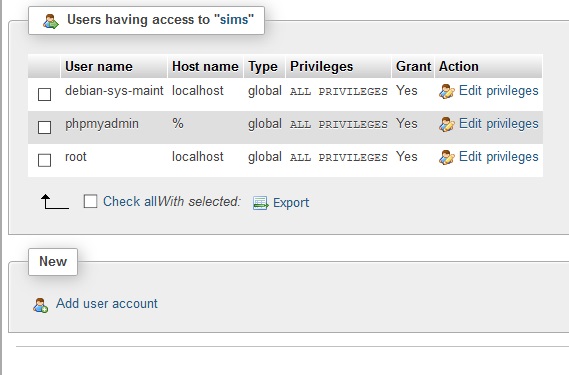 Users having access to "sims"
User name Host name Type Privileges Grant Action
debian-sys-maint localhost global ALL PRIVILEGES Yes Edit privileges
phpmyadmin % global ALL PRIVILEGES Yes Edit privileges
root localhost global ALL PRIVILEGES Yes Edit privileges
Check allWith selected: Export
New
Add user account